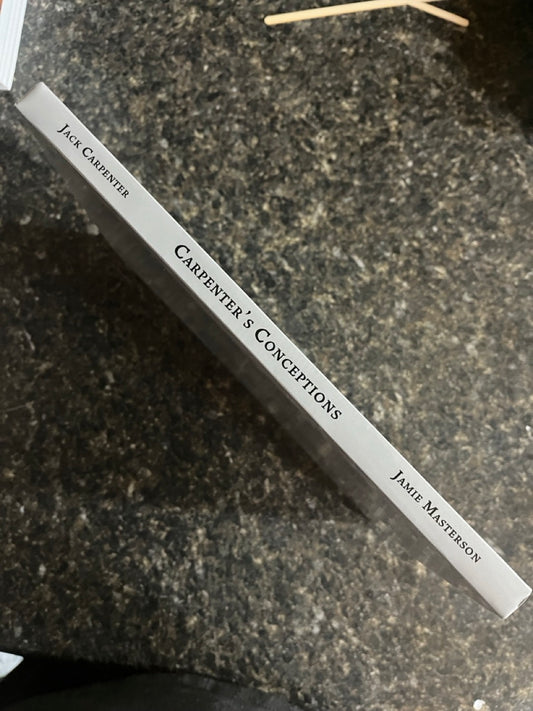 Jack Carpenter
Carpenter's Conceptions
Jamie Masterson